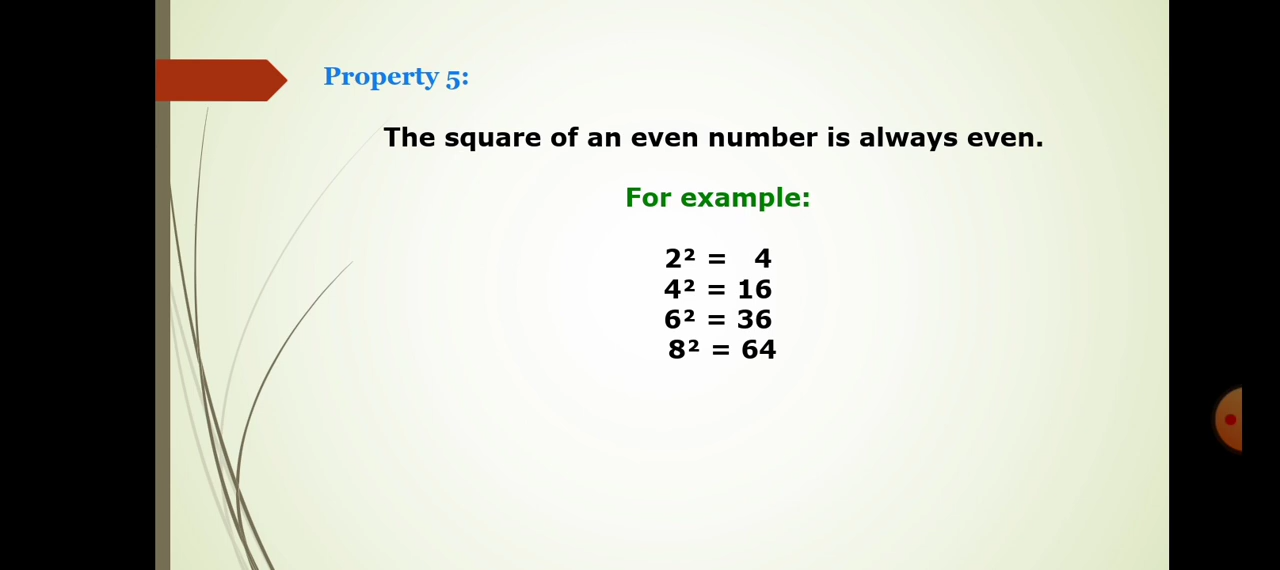 Property 5:
The square of an even number is always even.
For example:
2² = 4
4² = 16
6² = 36
8² = 64